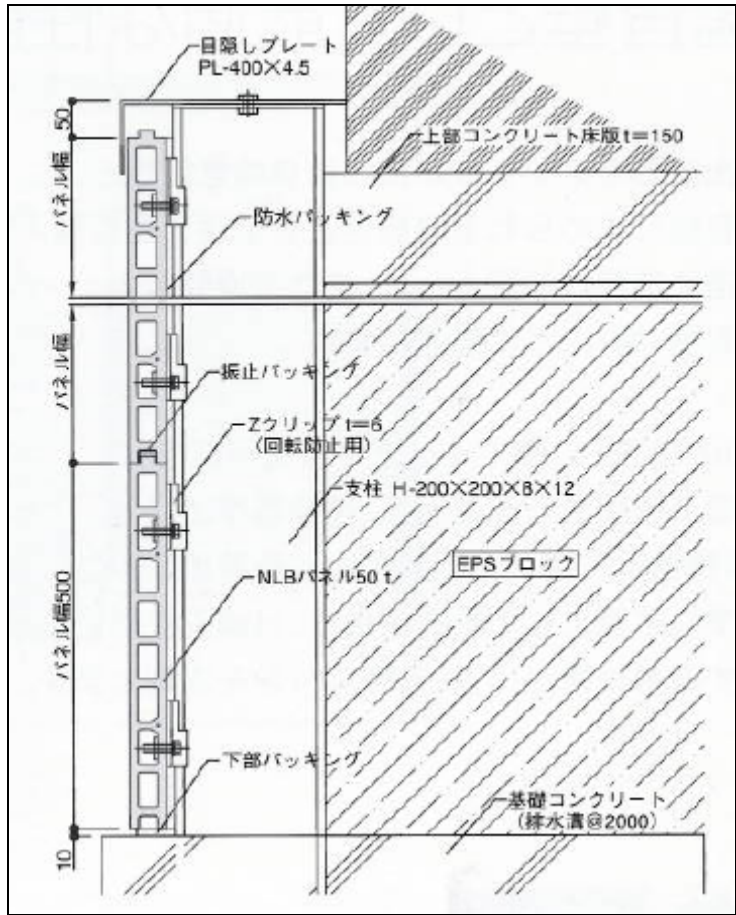 目隠しプレート
PL-400×4.5
50
上部コンクリート床版t=150
パネル幅
防水パッキング
パネル幅
振止パッキング
Zクリップ t=6
(回転防止用)
支柱 H-200×200×8×12
EPSブロック
NLBパネル50 t
パネル幅500
下部パッキング
基礎コンクリート
(排水溝@2000)
10